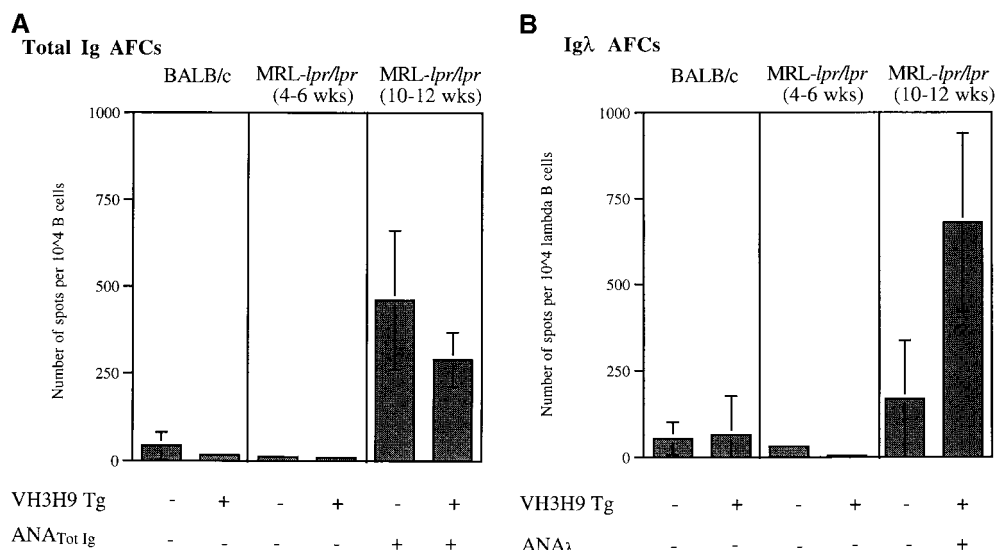 A
Total Ig AFCs
BALB/c
MRL-lpr/lpr
(4-6 wks)
MRL-lpr/lpr
(10-12 wks)
Number of spots per 10^4 B cells
1000
750
500
250
0
VH3H9 Tg - + - + - +
ANATot Ig - - - - + +
B
Igλ AFCs
BALB/c
MRL-lpr/lpr
(4-6 wks)
MRL-lpr/lpr
(10-12 wks)
Number of spots per 10^4 lambda B cells
1000
750
500
250
0
VH3H9 Tg - + - + - +
ANAλ - - - - - +